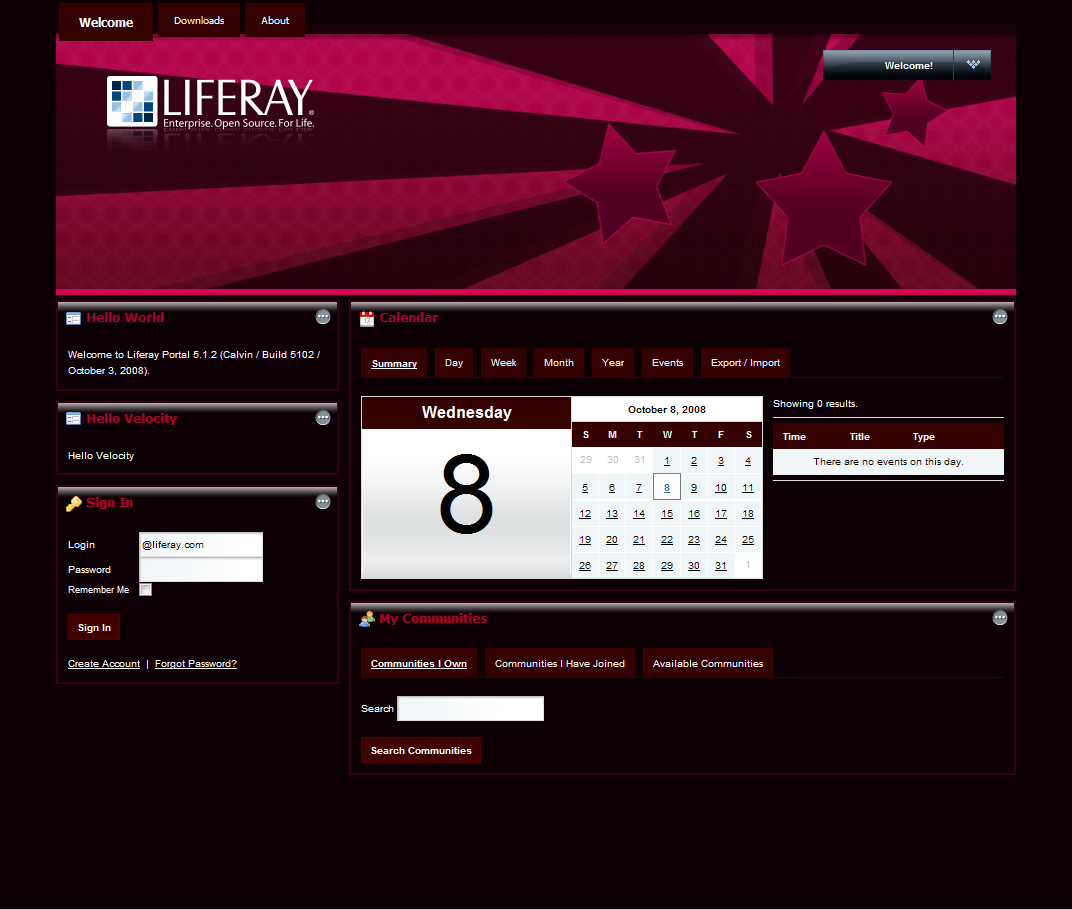 Welcome Downloads About
Welcome!
LIFERAY®
Enterprise. Open Source. For Life.
Hello World
Welcome to Liferay Portal 5.1.2 (Calvin / Build 5102 /
October 3, 2008).
Hello Velocity
Hello Velocity
Sign In
Login @liferay.com
Password
Remember Me
Sign In
Create Account | Forgot Password?
Calendar
Summary Day Week Month Year Events Export / Import
Wednesday
8
October 8, 2008
S M T W T F S
29 30 31 1 2 3 4
5 6 7 8 9 10 11
12 13 14 15 16 17 18
19 20 21 22 23 24 25
26 27 28 29 30 31 1
Showing 0 results.
Time Title Type
There are no events on this day.
My Communities
Communities I Own Communities I Have Joined Available Communities
Search
Search Communities